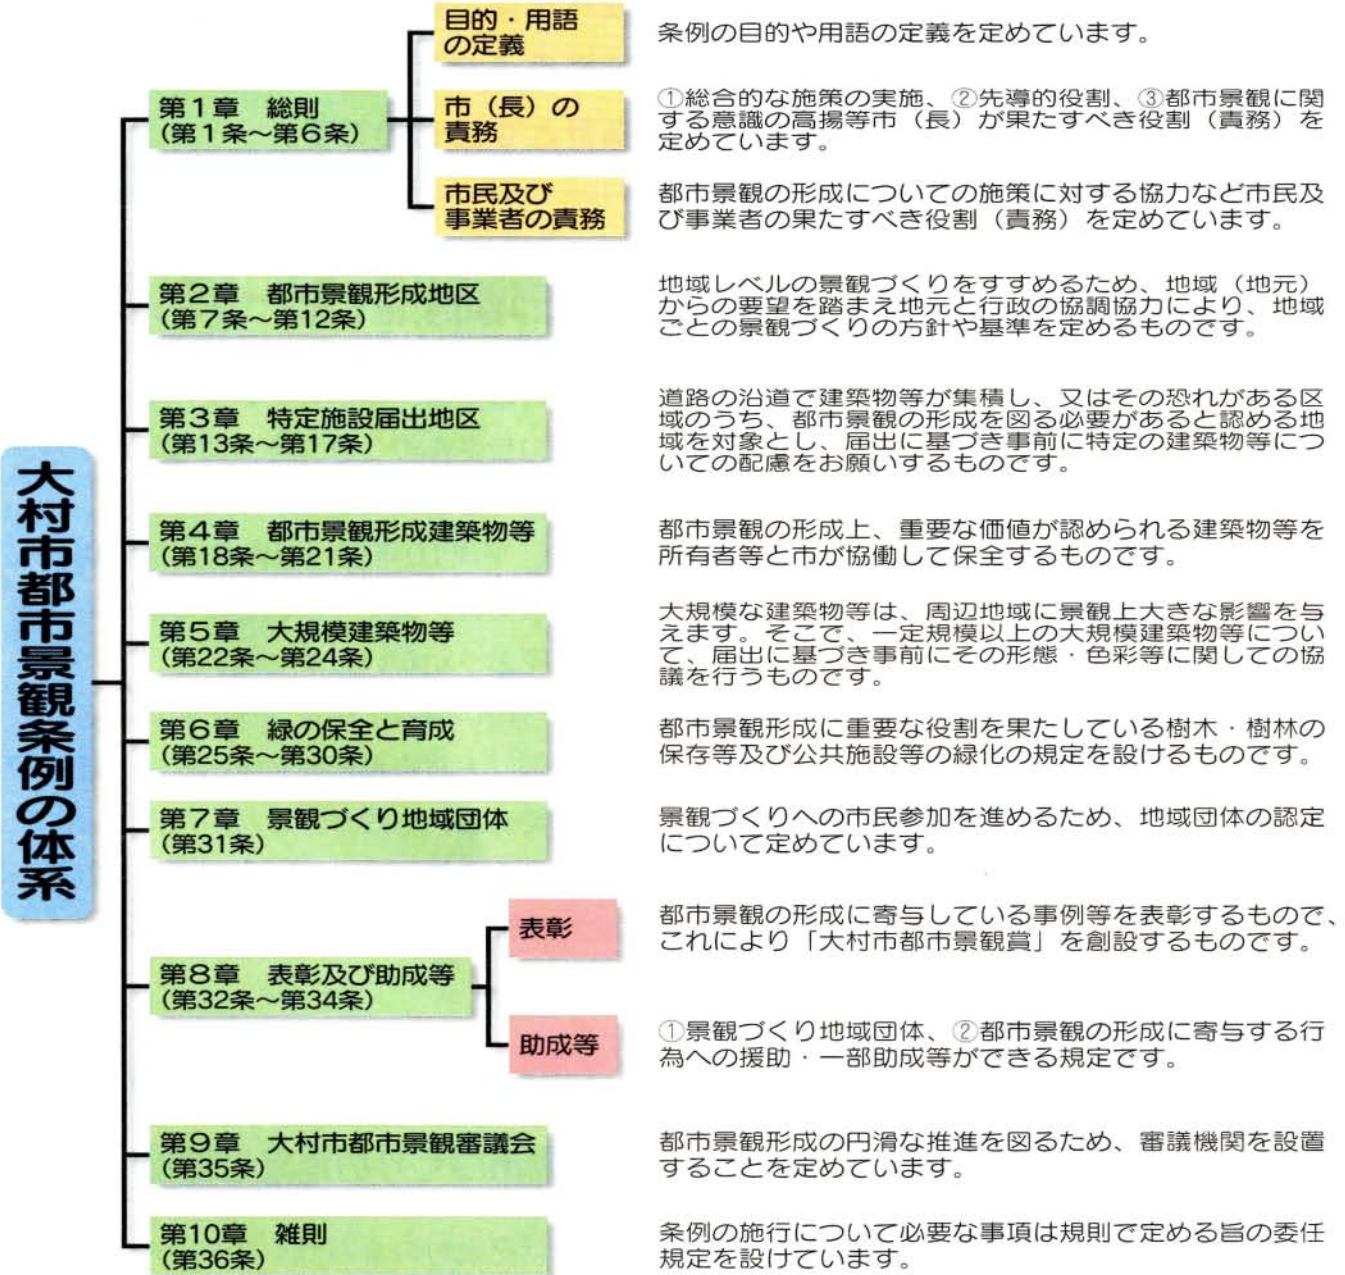 大村市都市景観条例の体系
第1章 総則
(第1条~第6条)
目的・用語
の定義
条例の目的や用語の定義を定めています。
市(長)の
責務
①総合的な施策の実施、②先導的役割、③都市景観に関
する意識の高揚等市(長)が果たすべき役割(責務)を
定めています。
市民及び
事業者の責務
都市景観の形成についての施策に対する協力など市民及
び事業者の果たすべき役割(責務)を定めています。
第2章 都市景観形成地区
(第7条~第12条)
地域レベルの景観づくりをすすめるため、地域(地元)
からの要望を踏まえ地元と行政の協調協力により、地域
ごとの景観づくりの方針や基準を定めるものです。
第3章 特定施設届出地区
(第13条~第17条)
道路の沿道で建築物等が集積し、又はその恐れがある区
域のうち、都市景観の形成を図る必要があると認める地
域を対象とし、届出に基づき事前に特定の建築物等につ
いての配慮をお願いするものです。
第4章 都市景観形成建築物等
(第18条~第21条)
都市景観の形成上、重要な価値が認められる建築物等を
所有者等と市が協働して保全するものです。
第5章 大規模建築物等
(第22条~第24条)
大規模な建築物等は、周辺地域に景観上大きな影響を与
えます。そこで、一定規模以上の大規模建築物等につい
て、届出に基づき事前にその形態・色彩等に関しての協
議を行うものです。
第6章 緑の保全と育成
(第25条~第30条)
都市景観形成に重要な役割を果たしている樹木・樹林の
保存等及び公共施設等の緑化の規定を設けるものです。
第7章 景観づくり地域団体
(第31条)
景観づくりへの市民参加を進めるため、地域団体の認定
について定めています。
第8章 表彰及び助成等
(第32条~第34条)
表彰
都市景観の形成に寄与している事例等を表彰するもので、
これにより「大村市都市景観賞」を創設するものです。
助成等
①景観づくり地域団体、②都市景観の形成に寄与する行
為への援助・一部助成等ができる規定です。
第9章 大村市都市景観審議会
(第35条)
都市景観形成の円滑な推進を図るため、審議機関を設置
することを定めています。
第10章 雑則
(第36条)
条例の施行について必要な事項は規則で定める旨の委任
規定を設けています。